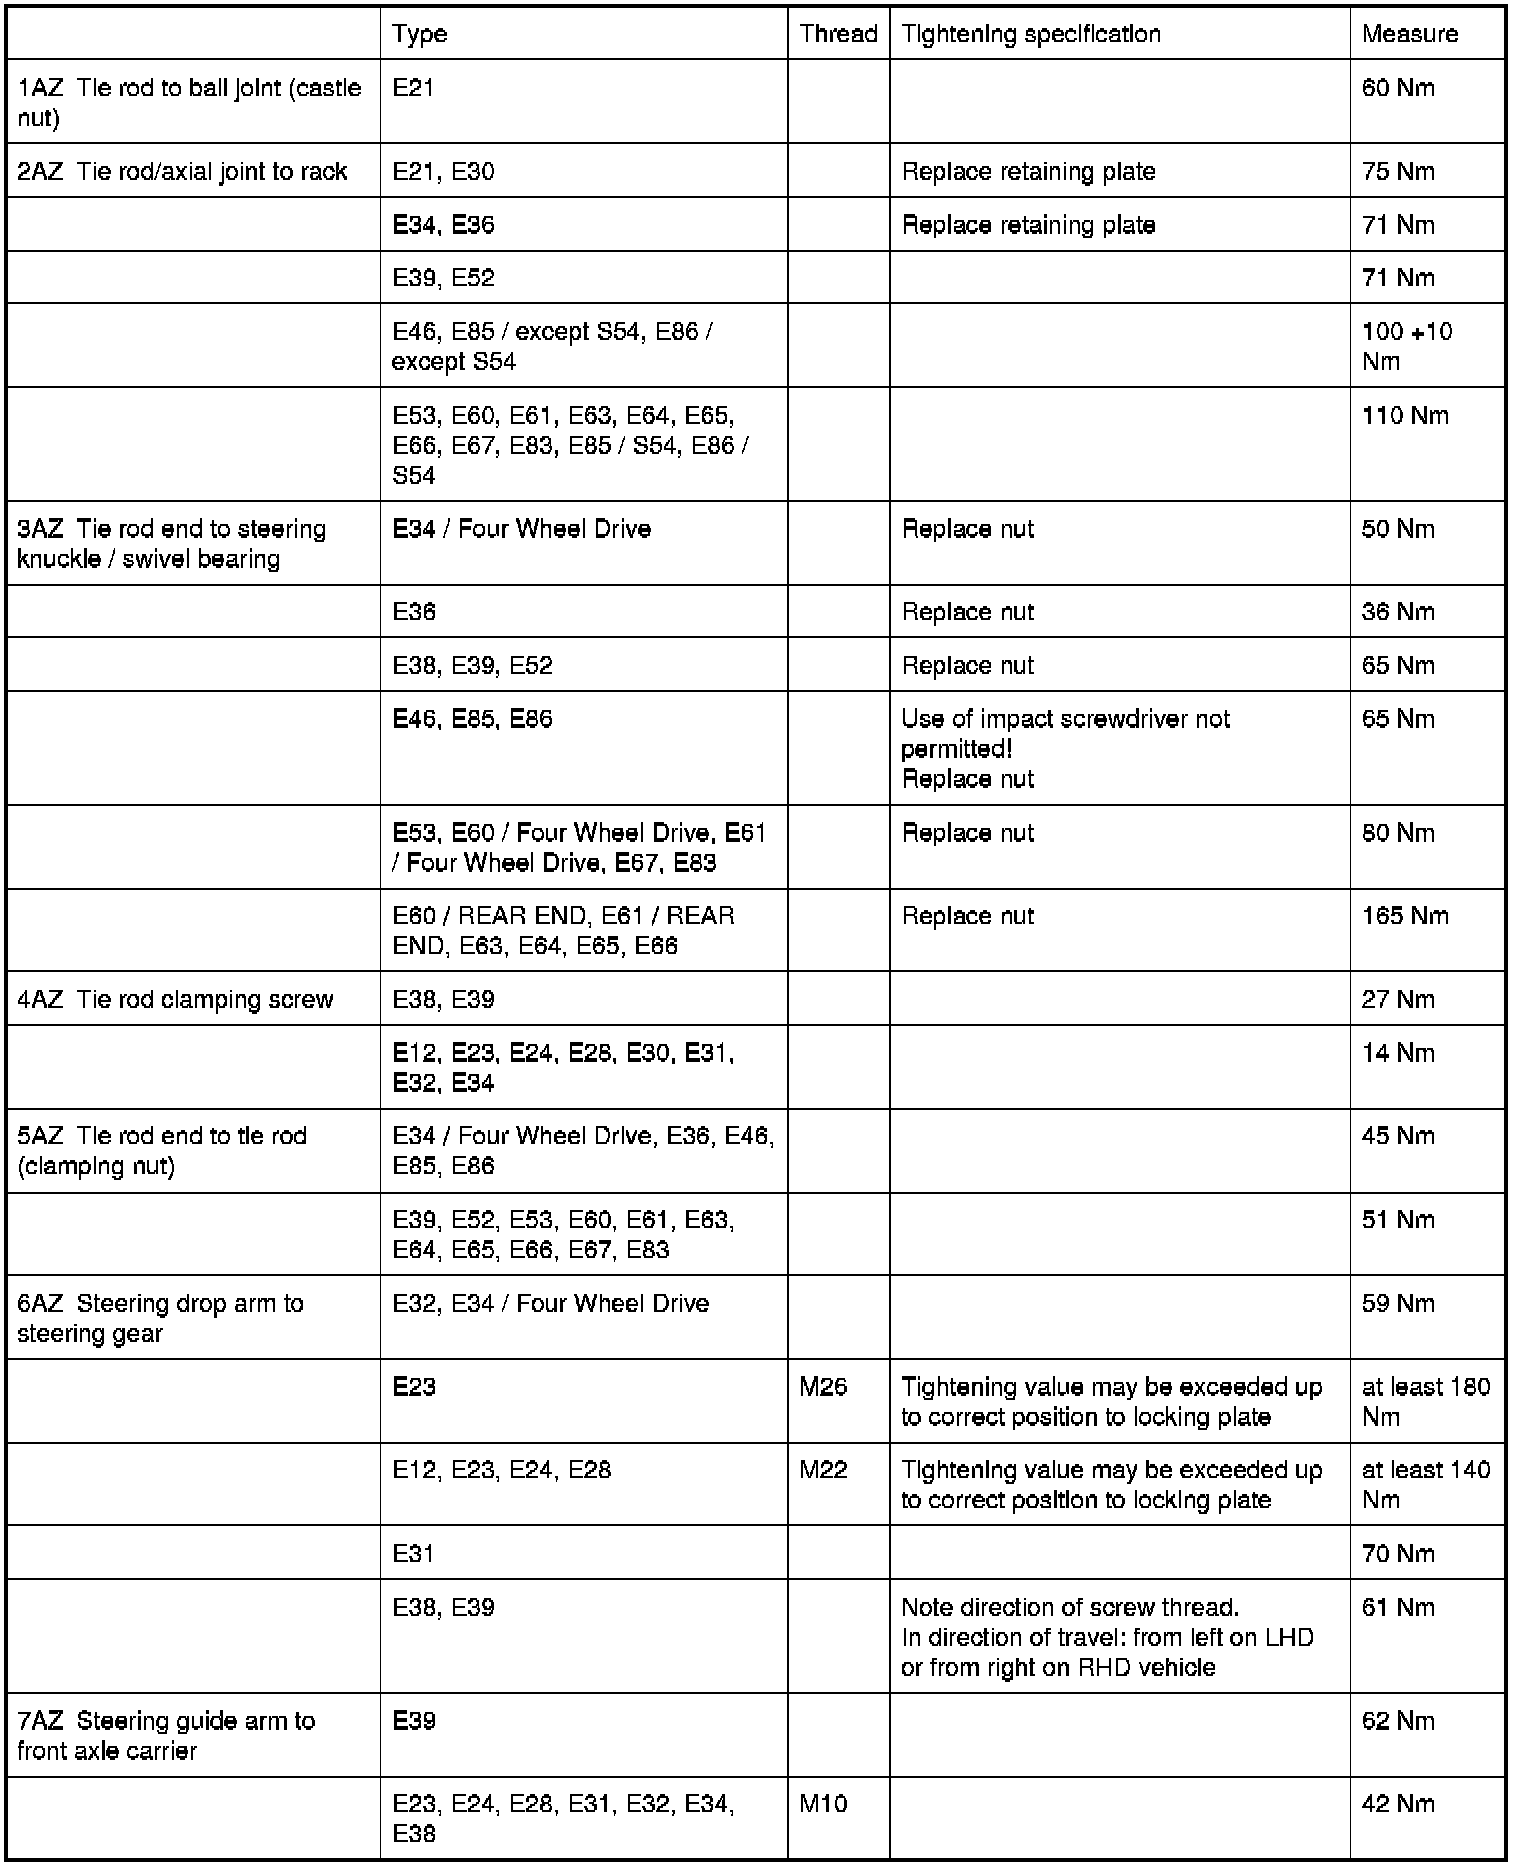 Type Thread Tightening specification Measure
1AZ Tie rod to ball joint (castle E21 60 Nm
nut)
2AZ Tie rod/axial joint to rack E21, E30 Replace retaining plate 75 Nm
E34, E36 Replace retaining plate 71 Nm
E39, E52 71 Nm
E46, E85 / except S54, E86 / 100 +10
except S54 Nm
E53, E60, E61, E63, E64, E65, 110 Nm
E66, E67, E83, E85 / S54, E86 /
S54
3AZ Tie rod end to steering E34 / Four Wheel Drive Replace nut 50 Nm
knuckle / swivel bearing
E36 Replace nut 36 Nm
E38, E39, E52 Replace nut 65 Nm
E46, E85, E86 Use of impact screwdriver not 65 Nm
permitted!
Replace nut
E53, E60 / Four Wheel Drive, E61 Replace nut 80 Nm
/ Four Wheel Drive, E67, E83
E60 / REAR END, E61 / REAR Replace nut 165 Nm
END, E63, E64, E65, E66
4AZ Tie rod clamping screw E38, E39 27 Nm
E12, E23, E24, E28, E30, E31, 14 Nm
E32, E34
5AZ Tie rod end to tie rod E34 / Four Wheel Drive, E36, E46, 45 Nm
(clamping nut) E85, E86
E39, E52, E53, E60, E61, E63, 51 Nm
E64, E65, E66, E67, E83
6AZ Steering drop arm to E32, E34 / Four Wheel Drive 59 Nm
steering gear
E23 M26 Tightening value may be exceeded up at least 180
to correct position to locking plate Nm
E12, E23, E24, E28 M22 Tightening value may be exceeded up at least 140
to correct position to locking plate Nm
E31 70 Nm
E38, E39 Note direction of screw thread. 61 Nm
In direction of travel: from left on LHD
or from right on RHD vehicle
7AZ Steering guide arm to E39 62 Nm
front axle carrier
E23, E24, E28, E31, E32, E34, M10 42 Nm
E38